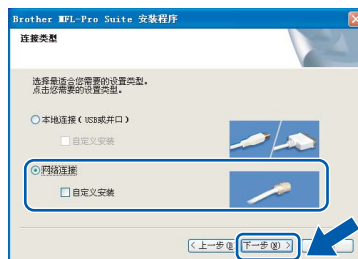 Brother MFL-Pro Suite 安装程序
连接类型
选择最适合您需要的设置类型。
点击您需要的设置类型。
本地连接(USB或并口)
自定义安装
网络连接
自定义安装
<上一步(B) 下一步(N) >